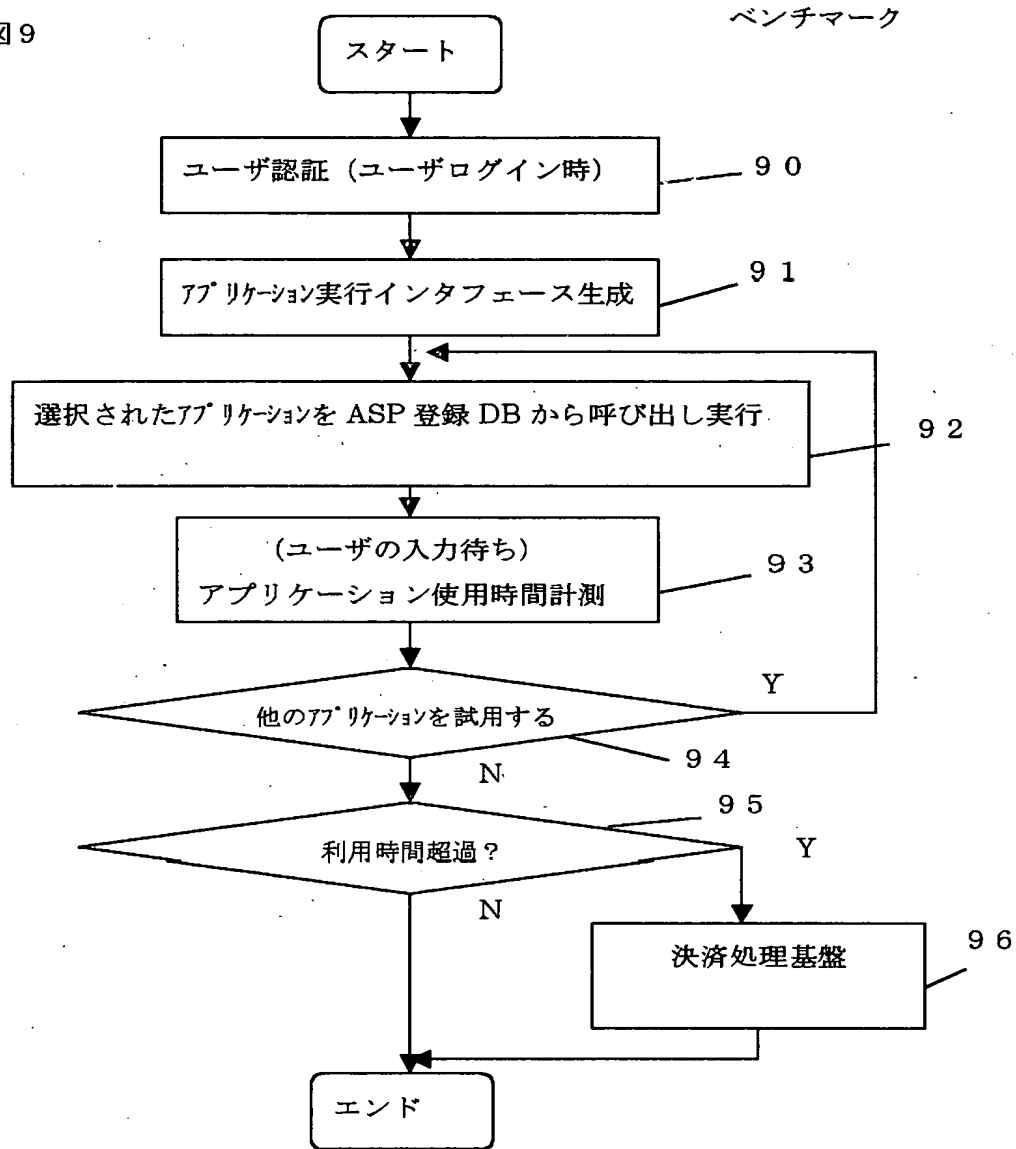 図9
ベンチマーク
スタート
ユーザ認証（ユーザログイン時）
９０
ｱﾌﾟﾘｹｰｼｮﾝ実行インタフェース生成
９１
選択されたｱﾌﾟﾘｹｰｼｮﾝを ASP 登録 DB から呼び出し実行
９２
（ユーザの入力待ち）
アプリケーション使用時間計測
９３
他のｱﾌﾟﾘｹｰｼｮﾝを試用する
Y
９４
N
９５
利用時間超過？
Y
N
決済処理基盤
９６
エンド